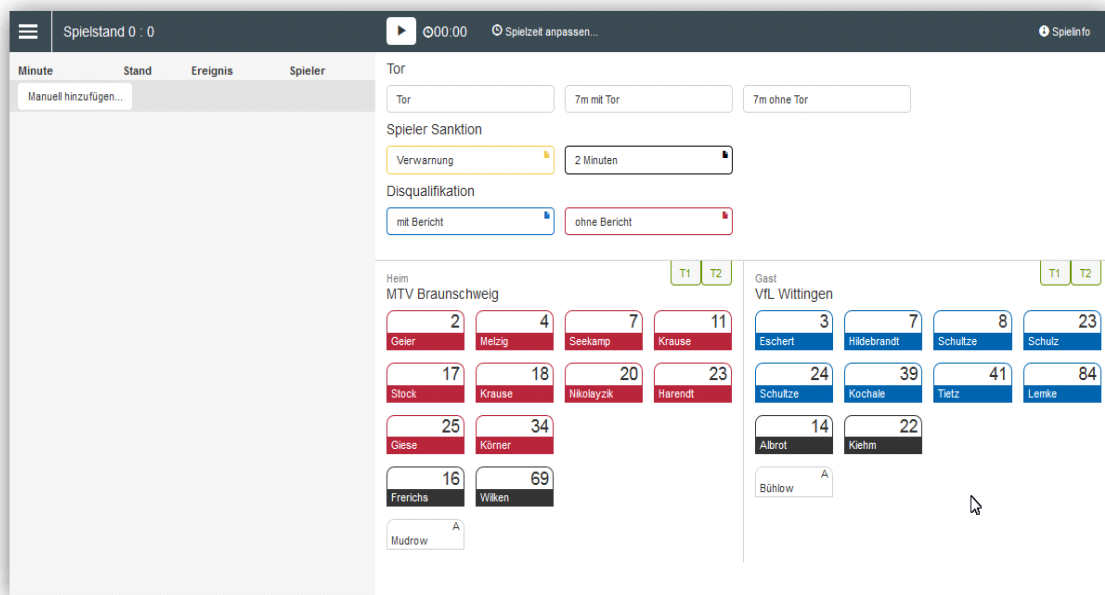 Spielstand 0 : 0
00:00 Spielzeit anpassen... Spielinfo
Minute Stand Ereignis Spieler
Manuell hinzufügen...
Tor
Tor 7m mit Tor 7m ohne Tor
Spieler Sanktion
Verwarnung 2 Minuten
Disqualifikation
mit Bericht ohne Bericht
Heim T1 T2
MTV Braunschweig
2 4 7 11
Geier Melzig Seekamp Krause
17 18 20 23
Stock Krause Nikolayzik Harendt
25 34
Giese Körner
16 69
Frerichs Wilken
A
Mudrow
Gast T1 T2
VfL Wittingen
3 7 8 23
Eschert Hildebrandt Schultze Schulz
24 39 41 84
Schultze Kochale Tietz Lemke
14 22
Albrot Kiehm
A
Bühlow